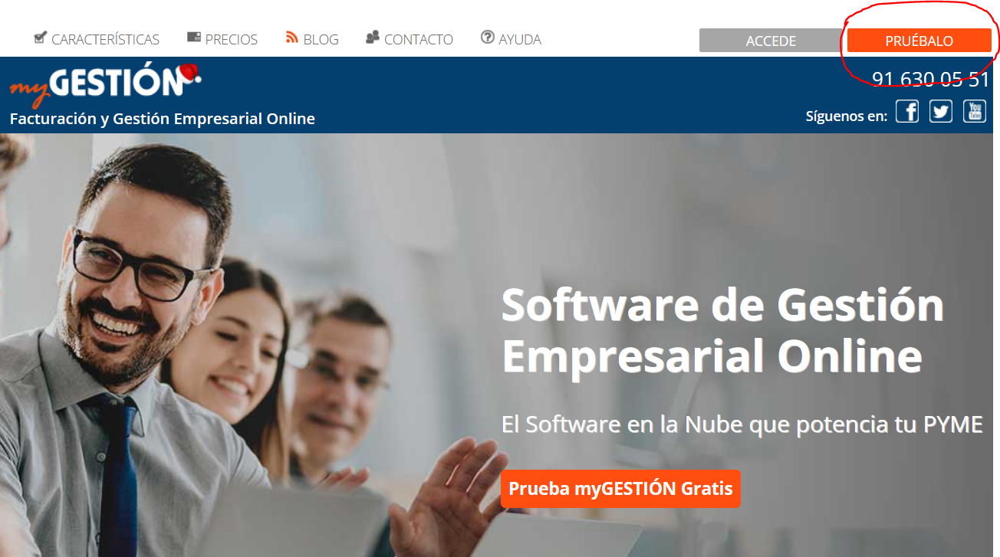 CARACTERÍSTICAS PRECIOS BLOG CONTACTO AYUDA ACCEDE PRUÉBALO
myGESTIÓN
91 630 05 51
Facturación y Gestión Empresarial Online
Síguenos en: f You Tube
Software de Gestión
Empresarial Online
El Software en la Nube que potencia tu PYME
Prueba myGESTIÓN Gratis